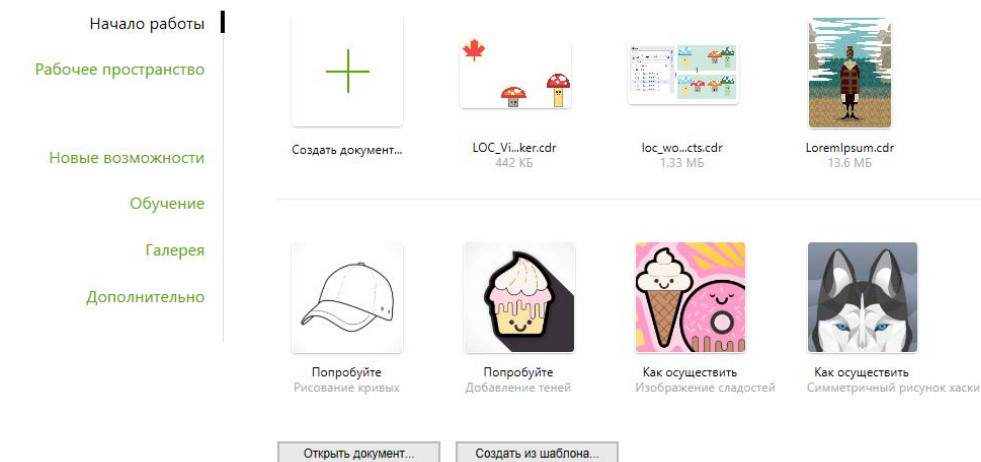 Начало работы
Рабочее пространство
Новые возможности
Обучение
Галерея
Дополнительно
Создать документ...
LOC_Vi...ker.cdr
442 КБ
loc_wo...cts.cdr
1.33 МБ
LoremIpsum.cdr
13.6 МБ
Попробуйте
Рисование кривых
Попробуйте
Добавление теней
Как осуществить
Изображение сладостей
Как осуществить
Симметричный рисунок хаски
Открыть документ...
Создать из шаблона...